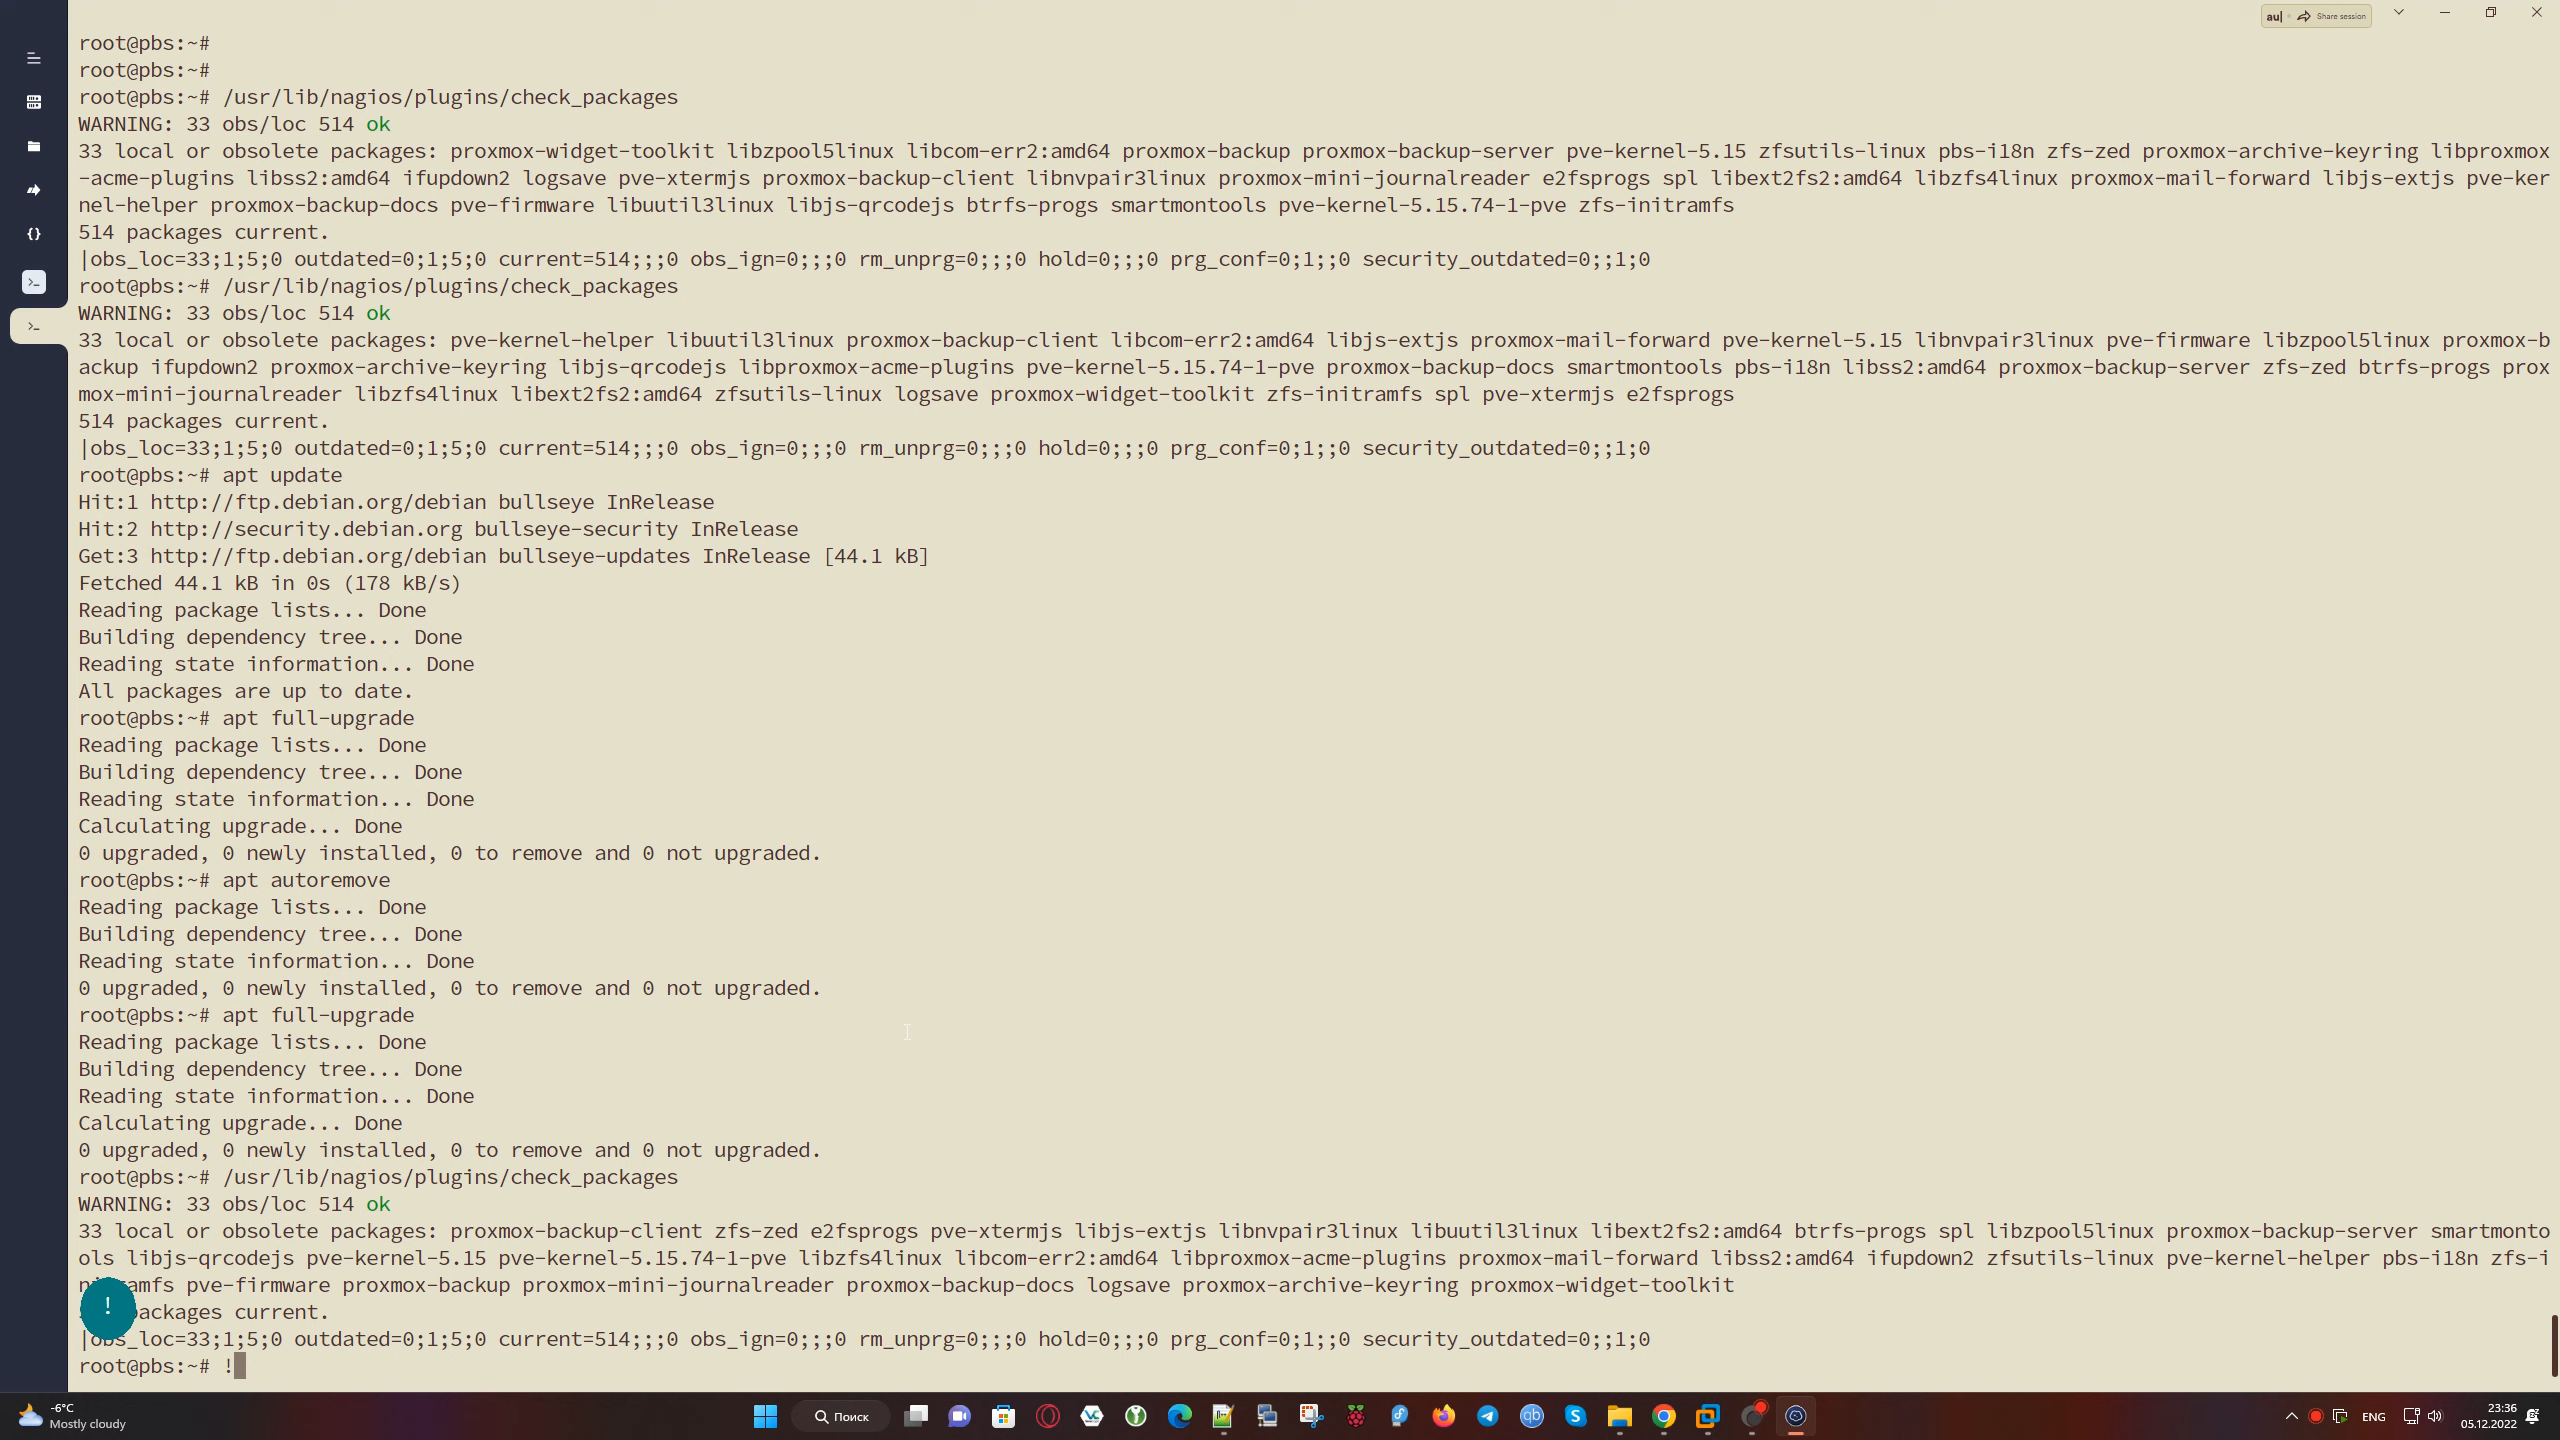 au| Share session
root@pbs:~#
root@pbs:~#
root@pbs:~# /usr/lib/nagios/plugins/check_packages
WARNING: 33 obs/loc 514 ok
33 local or obsolete packages: proxmox-widget-toolkit libzpool5linux libcom-err2:amd64 proxmox-backup proxmox-backup-server pve-kernel-5.15 zfsutils-linux pbs-i18n zfs-zed proxmox-archive-keyring libproxmox
-acme-plugins libss2:amd64 ifupdown2 logsave pve-xtermjs proxmox-backup-client libnvpair3linux proxmox-mini-journalreader e2fsprogs spl libext2fs2:amd64 libzfs4linux proxmox-mail-forward libjs-extjs pve-ker
nel-helper proxmox-backup-docs pve-firmware libuutil3linux libjs-qrcodejs btrfs-progs smartmontools pve-kernel-5.15.74-1-pve zfs-initramfs
514 packages current.
|obs_loc=33;1;5;0 outdated=0;1;5;0 current=514;;;0 obs_ign=0;;;0 rm_unprg=0;;;0 hold=0;;;0 prg_conf=0;1;;0 security_outdated=0;;1;0
root@pbs:~# /usr/lib/nagios/plugins/check_packages
WARNING: 33 obs/loc 514 ok
33 local or obsolete packages: pve-kernel-helper libuutil3linux proxmox-backup-client libcom-err2:amd64 libjs-extjs proxmox-mail-forward pve-kernel-5.15 libnvpair3linux pve-firmware libzpool5linux proxmox-b
ackup ifupdown2 proxmox-archive-keyring libjs-qrcodejs libproxmox-acme-plugins pve-kernel-5.15.74-1-pve proxmox-backup-docs smartmontools pbs-i18n libss2:amd64 proxmox-backup-server zfs-zed btrfs-progs prox
mox-mini-journalreader libzfs4linux libext2fs2:amd64 zfsutils-linux logsave proxmox-widget-toolkit zfs-initramfs spl pve-xtermjs e2fsprogs
514 packages current.
|obs_loc=33;1;5;0 outdated=0;1;5;0 current=514;;;0 obs_ign=0;;;0 rm_unprg=0;;;0 hold=0;;;0 prg_conf=0;1;;0 security_outdated=0;;1;0
root@pbs:~# apt update
Hit:1 http://ftp.debian.org/debian bullseye InRelease
Hit:2 http://security.debian.org bullseye-security InRelease
Get:3 http://ftp.debian.org/debian bullseye-updates InRelease [44.1 kB]
Fetched 44.1 kB in 0s (178 kB/s)
Reading package lists... Done
Building dependency tree... Done
Reading state information... Done
All packages are up to date.
root@pbs:~# apt full-upgrade
Reading package lists... Done
Building dependency tree... Done
Reading state information... Done
Calculating upgrade... Done
0 upgraded, 0 newly installed, 0 to remove and 0 not upgraded.
root@pbs:~# apt autoremove
Reading package lists... Done
Building dependency tree... Done
Reading state information... Done
0 upgraded, 0 newly installed, 0 to remove and 0 not upgraded.
root@pbs:~# apt full-upgrade
Reading package lists... Done
Building dependency tree... Done
Reading state information... Done
Calculating upgrade... Done
0 upgraded, 0 newly installed, 0 to remove and 0 not upgraded.
root@pbs:~# /usr/lib/nagios/plugins/check_packages
WARNING: 33 obs/loc 514 ok
33 local or obsolete packages: proxmox-backup-client zfs-zed e2fsprogs pve-xtermjs libjs-extjs libnvpair3linux libuutil3linux libext2fs2:amd64 btrfs-progs spl libzpool5linux proxmox-backup-server smartmonto
ols libjs-qrcodejs pve-kernel-5.15 pve-kernel-5.15.74-1-pve libzfs4linux libcom-err2:amd64 libproxmox-acme-plugins proxmox-mail-forward libss2:amd64 ifupdown2 zfsutils-linux pve-kernel-helper pbs-i18n zfs-i
amfs pve-firmware proxmox-backup proxmox-mini-journalreader proxmox-backup-docs logsave proxmox-archive-keyring proxmox-widget-toolkit
! packages current.
|obs_loc=33;1;5;0 outdated=0;1;5;0 current=514;;;0 obs_ign=0;;;0 rm_unprg=0;;;0 hold=0;;;0 prg_conf=0;1;;0 security_outdated=0;;1;0
root@pbs:~# !
-6°C
Mostly cloudy
Поиск
ENG
23:36
05.12.2022